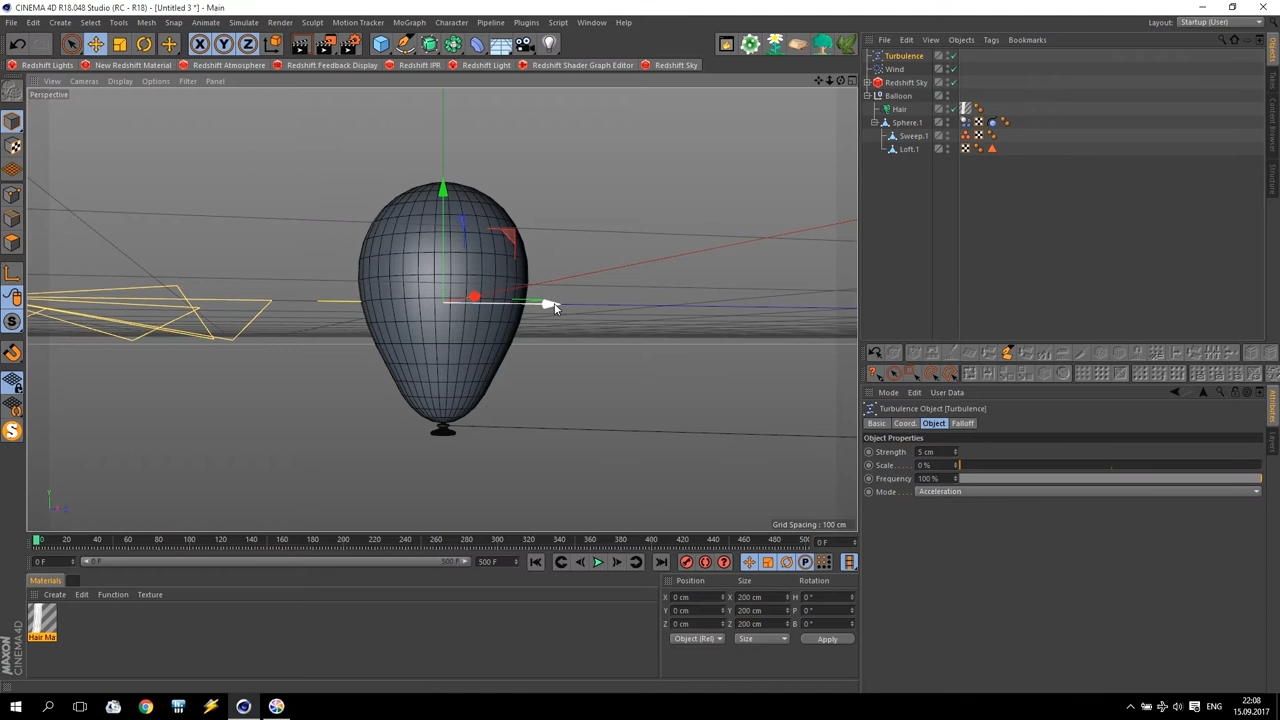 CINEMA 4D R18.048 Studio (RC - R18) - [Untitled 3 *] - Main
File Edit Create Select Tools Mesh Snap Animate Simulate Render Sculpt Motion Tracker MoGraph Character Pipeline Plugins Script Window Help Layout: Startup (User)
X Y Z
File Edit View Objects Tags Bookmarks
Redshift Lights New Redshift Material Redshift Atmosphere Redshift Feedback Display Redshift IPR Redshift Light Redshift Shader Graph Editor Redshift Sky
View Cameras Display Options Filter Panel
Perspective
Turbulence
Wind
Redshift Sky
Balloon
Hair
Sphere.1
Sweep.1
Loft.1
Objects
Takes
Content Browser
Structure
Mode Edit User Data
Turbulence Object [Turbulence]
Basic Coord. Object Falloff
Object Properties
Strength 5 cm
Scale. . . . 0 %
Frequency 100 %
Mode . . . . Acceleration
Attributes
Layers
Y
Grid Spacing : 100 cm
0 20 40 60 80 100 120 140 160 180 200 220 240 260 280 300 320 340 360 380 400 420 440 460 480 500 0 F
0 F 0 F 500 F 500 F
Materials
Create Edit Function Texture
Hair Ma
Position Size Rotation
X 0 cm X 200 cm H 0 °
Y 0 cm Y 200 cm P 0 °
Z 0 cm Z 200 cm B 0 °
Object (Rel) Size Apply
MAXON
CINEMA 4D
ENG
22:08
15.09.2017